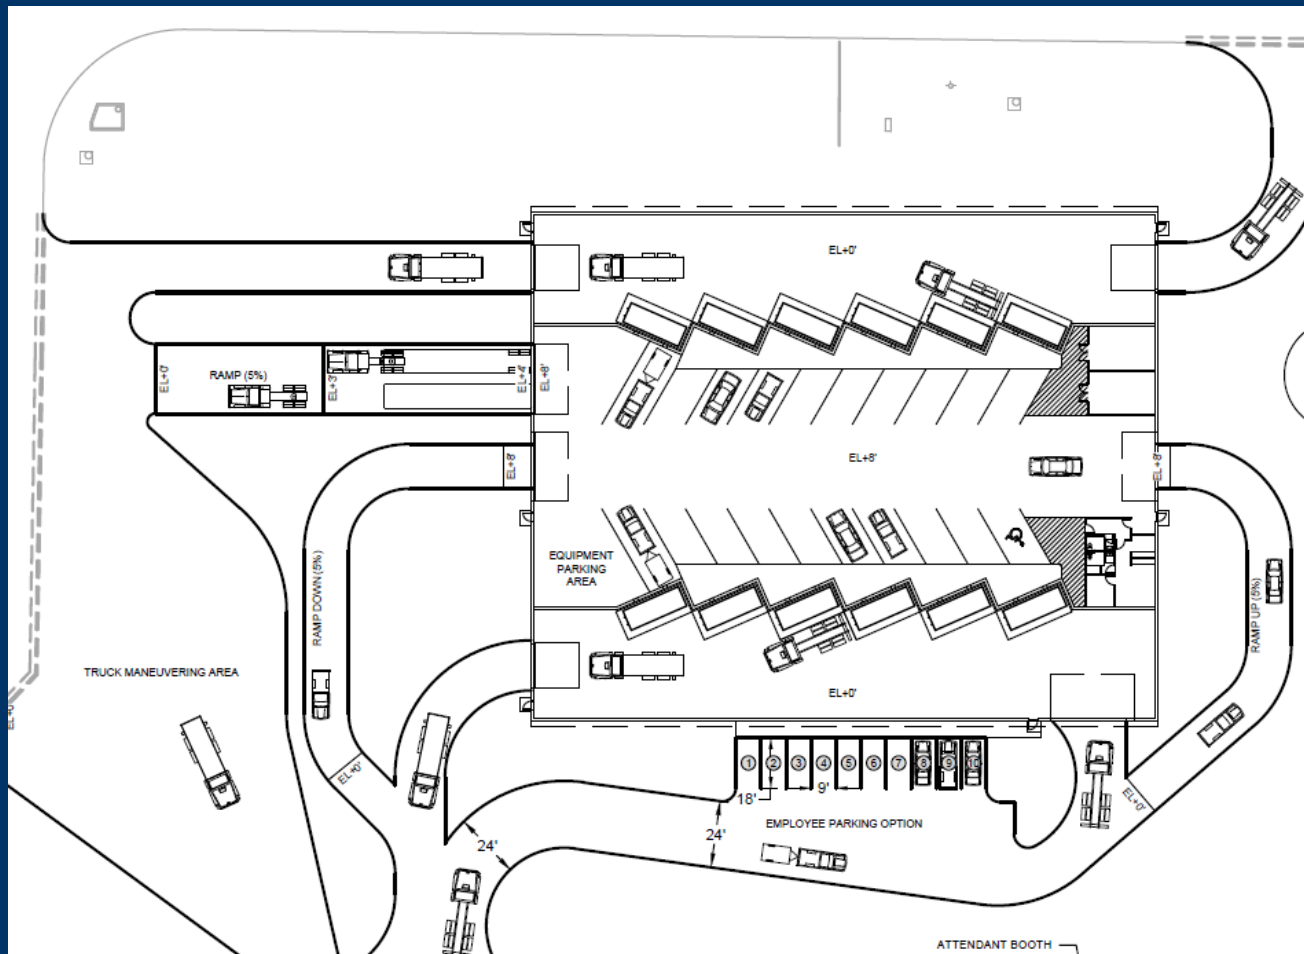 EL+0'
RAMP (5%)
EL+0'
EL+3'
EL+4'
EL+8'
EL+8'
EL+8'
EL+8'
EQUIPMENT
PARKING
AREA
RAMP DOWN (5%)
RAMP UP (5%)
TRUCK MANEUVERING AREA
EL+0'
EL+0'
EL+0'
EL+0'
1
2
3
4
5
6
7
8
9
10
18'
9'
24'
24'
EMPLOYEE PARKING OPTION
ATTENDANT BOOTH